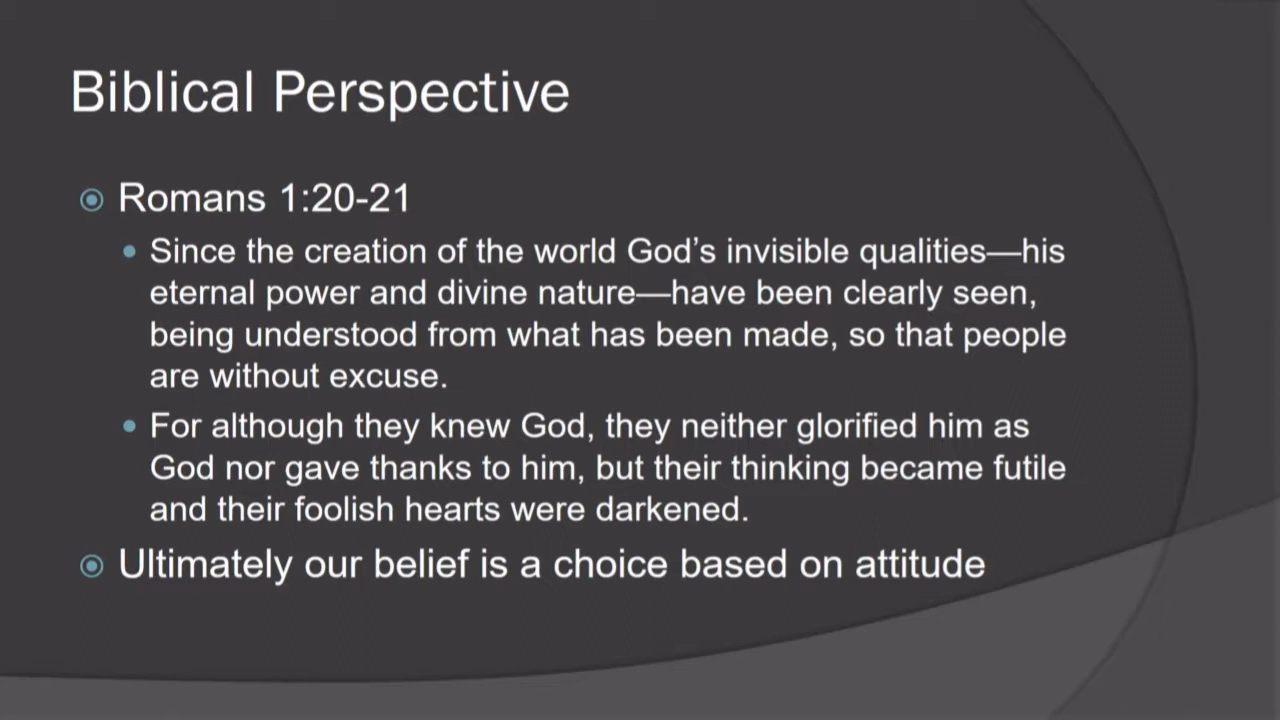 Biblical Perspective
Romans 1:20-21
Since the creation of the world God’s invisible qualities—his
eternal power and divine nature—have been clearly seen,
being understood from what has been made, so that people
are without excuse.
For although they knew God, they neither glorified him as
God nor gave thanks to him, but their thinking became futile
and their foolish hearts were darkened.
Ultimately our belief is a choice based on attitude